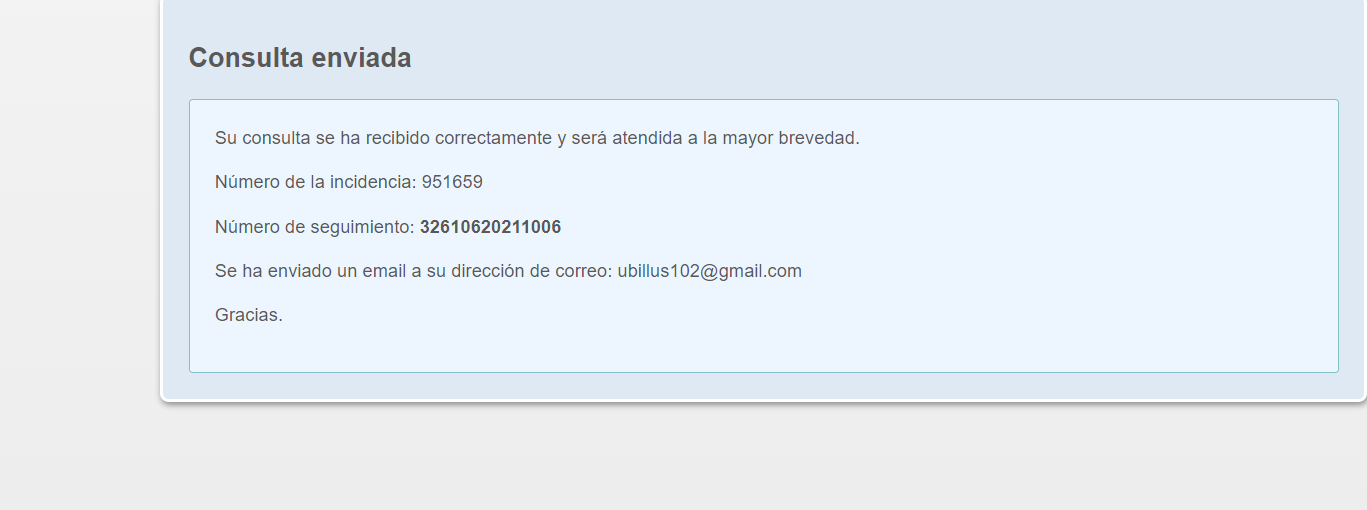 Consulta enviada
Su consulta se ha recibido correctamente y será atendida a la mayor brevedad.
Número de la incidencia: 951659
Número de seguimiento: 32610620211006
Se ha enviado un email a su dirección de correo: ubillus102@gmail.com
Gracias.